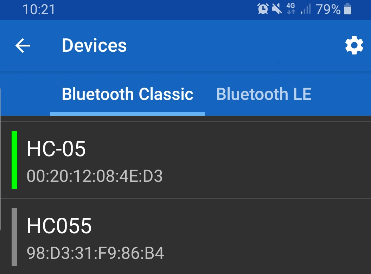 10:21 4G 79%
Devices
Bluetooth Classic Bluetooth LE
HC-05
00:20:12:08:4E:D3
HC055
98:D3:31:F9:86:B4